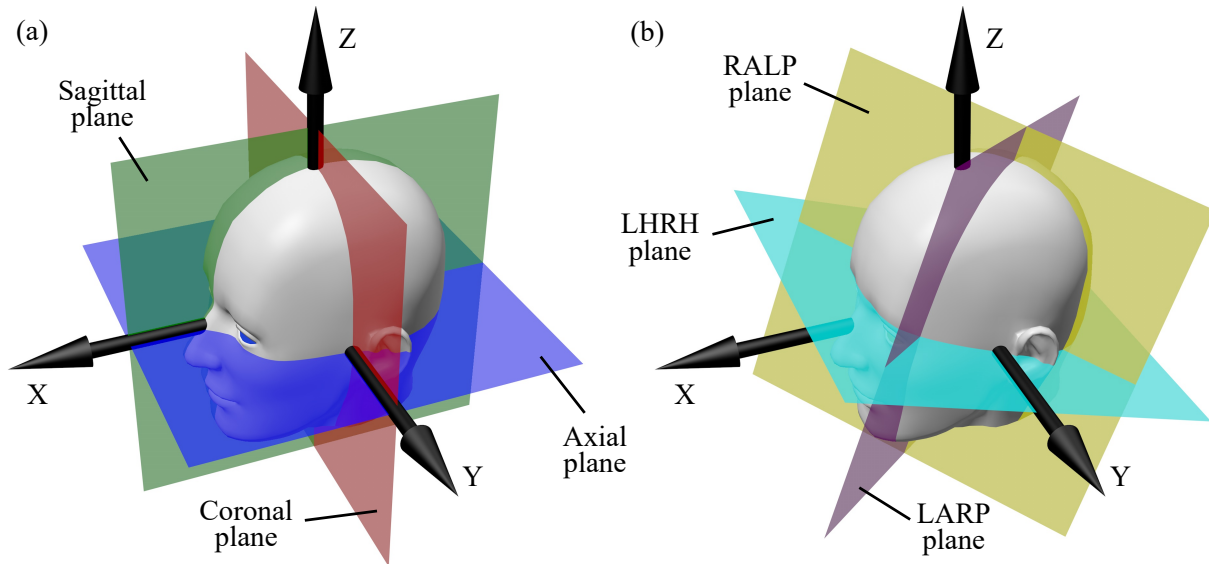 (a)
Z
Sagittal
plane
X
Y
Axial
plane
Coronal
plane
(b)
Z
RALP
plane
LHRH
plane
X
Y
LARP
plane